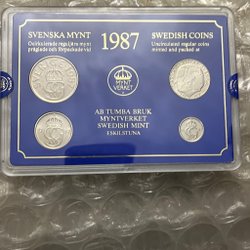 SVENSKA MYNT
Ocirkulerade reguljära mynt
präglade och förpackade vid
1987
SWEDISH COINS
Uncirculated regular coins
minted and packed at
MYNT
VERKET
AB TUMBA BRUK
MYNTVERKET
SWEDISH MINT
ESKILSTUNA